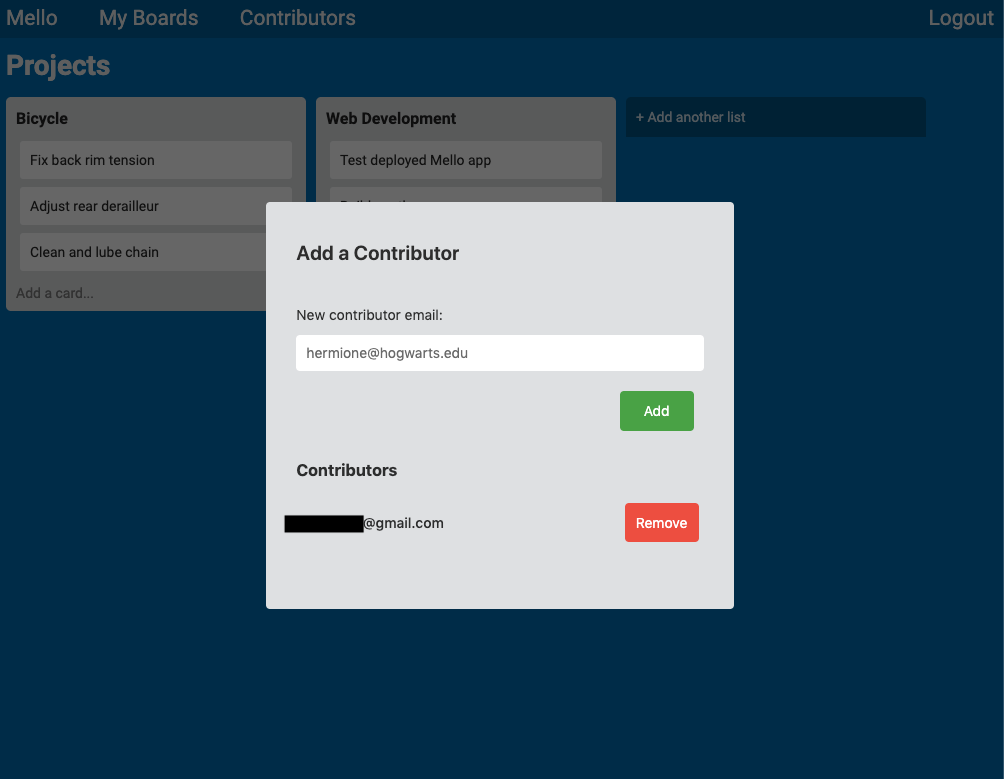 Mello My Boards Contributors Logout
Projects
Bicycle
Fix back rim tension
Adjust rear derailleur
Clean and lube chain
Add a card...
Web Development
Test deployed Mello app
+ Add another list
Add a Contributor
New contributor email:
hermione@hogwarts.edu
Add
Contributors
@gmail.com Remove